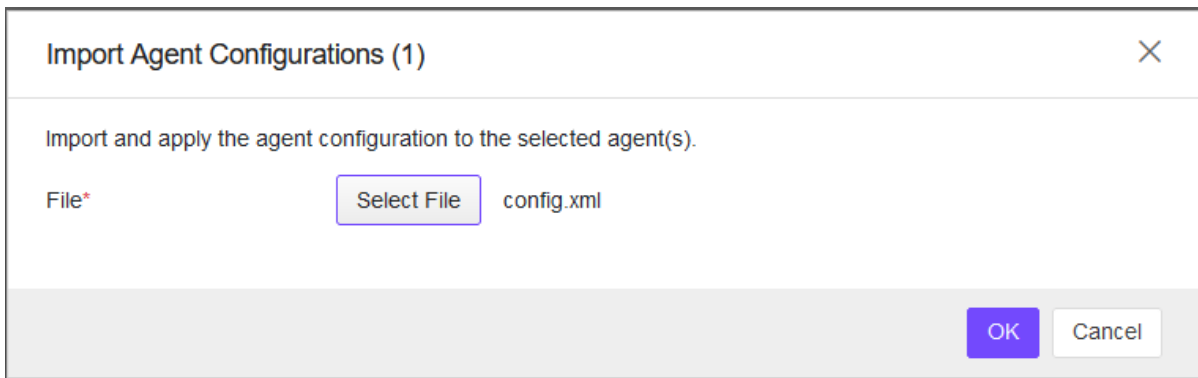 Import Agent Configurations (1)
Import and apply the agent configuration to the selected agent(s).
File* Select File config.xml
OK Cancel